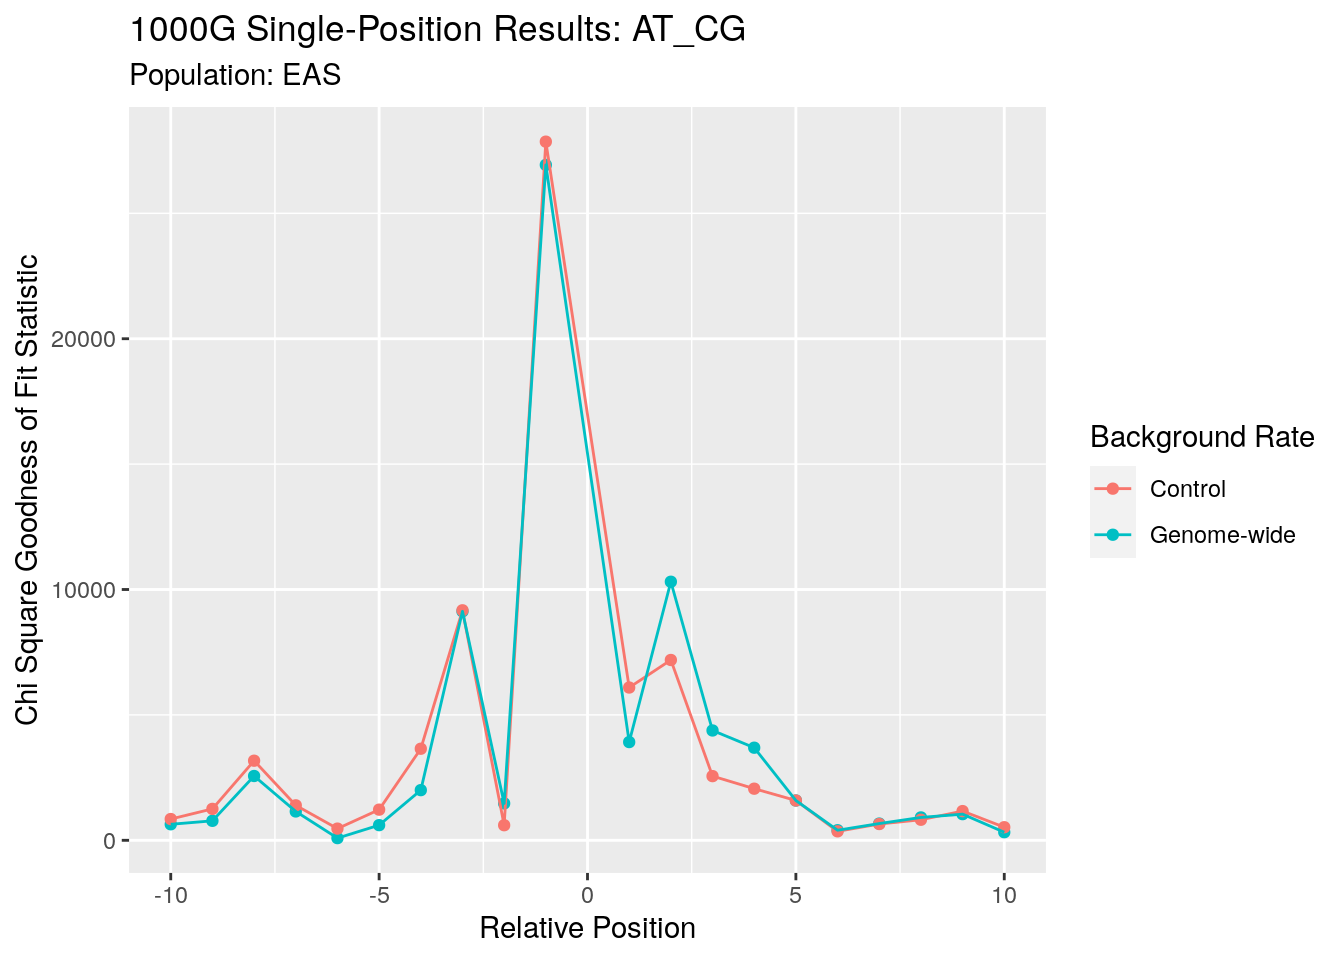 1000G Single-Position Results: AT_CG
Population: EAS
Chi Square Goodness of Fit Statistic
20000
10000
0
-10
-5
0
5
10
Relative Position
Background Rate
Control
Genome-wide